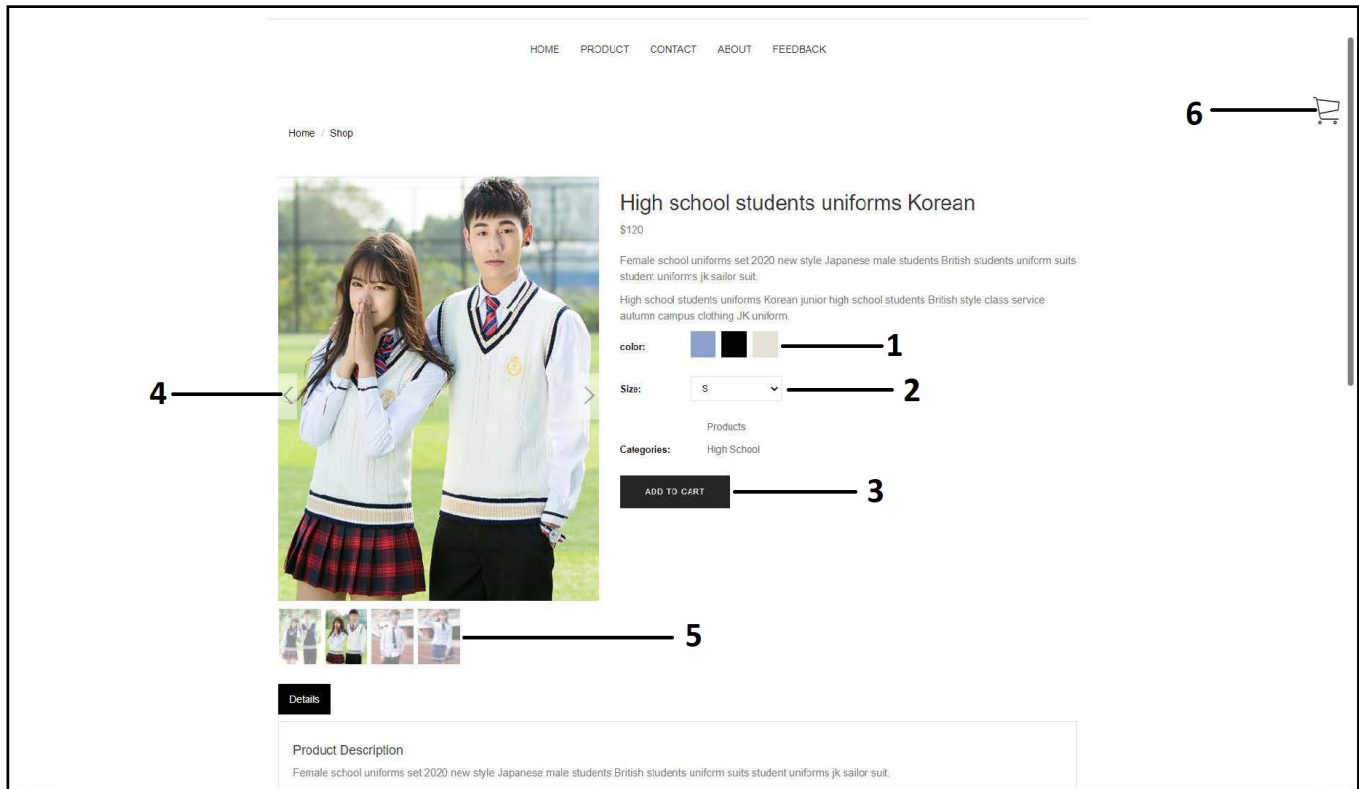 HOME PRODUCT CONTACT ABOUT FEEDBACK
6
Home / Shop
High school students uniforms Korean
$120
Female school uniforms set 2020 new style Japanese male students British students uniform suits
student uniforms jk sailor suit.
High school students uniforms Korean junior high school students British style class service
autumn campus clothing JK uniform.
color: 1
Size: S 2
4
Products
Categories: High School
ADD TO CART 3
5
Details
Product Description
Female school uniforms set 2020 new style Japanese male students British students uniform suits student uniforms jk sailor suit.